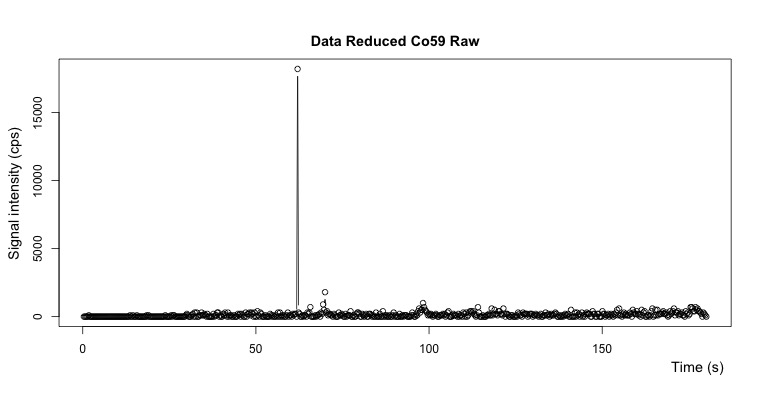 Data Reduced Co59 Raw
Signal intensity (cps)
15000
10000
5000
0
0 50 100 150
Time (s)